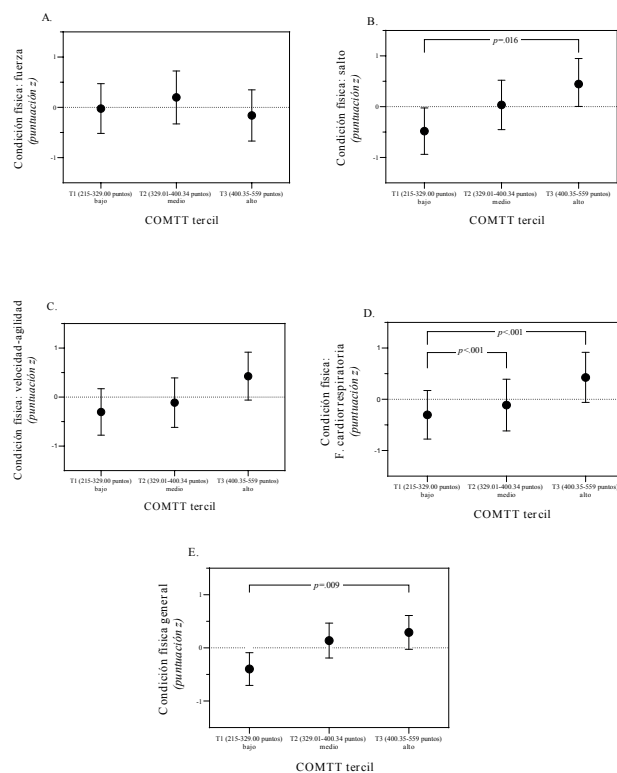 A.
Condición física: fuerza
(puntuación z)
1
0
-1
T1 (215-329.00 puntos)
bajo
T2 (329.01-400.34 puntos)
medio
T3 (400.35-559 puntos)
alto
COMTT tercil
B.
Condición física: salto
(puntuación z)
p=.016
1
0
-1
T1 (215-329.00 puntos)
bajo
T2 (329.01-400.34 puntos)
medio
T3 (400.35-559 puntos)
alto
COMTT tercil
C.
Condición física: velocidad-agilidad
(puntuación z)
1
0
-1
T1 (215-329.00 puntos)
bajo
T2 (329.01-400.34 puntos)
medio
T3 (400.35-559 puntos)
alto
COMTT tercil
D.
Condición física:
F. cardiorrespiratoria
(puntuación z)
p<.001
p<.001
1
0
-1
T1 (215-329.00 puntos)
bajo
T2 (329.01-400.34 puntos)
medio
T3 (400.35-559 puntos)
alto
COMTT tercil
E.
Condición física general
(puntuación z)
p=.009
1
0
-1
T1 (215-329.00 puntos)
bajo
T2 (329.01-400.34 puntos)
medio
T3 (400.35-559 puntos)
alto
COMTT tercil